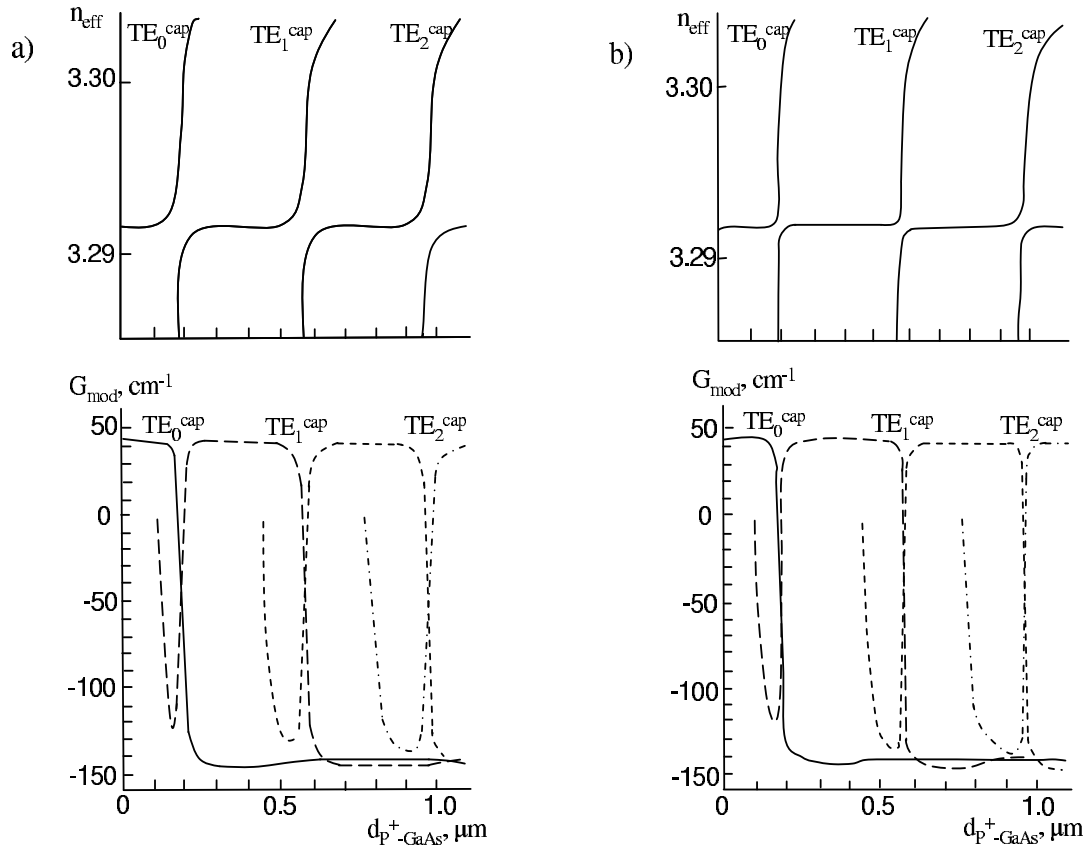 a)
n_eff
TE_0^cap TE_1^cap TE_2^cap
3.30
3.29
G_mod, cm^-1
TE_0^cap TE_1^cap TE_2^cap
50
0
-50
-100
-150
0 0.5 1.0
d_P^+-GaAs, μm
b)
n_eff
TE_0^cap TE_1^cap TE_2^cap
3.30
3.29
G_mod, cm^-1
TE_0^cap TE_1^cap TE_2^cap
50
0
-50
-100
-150
0 0.5 1.0
d_P^+-GaAs, μm